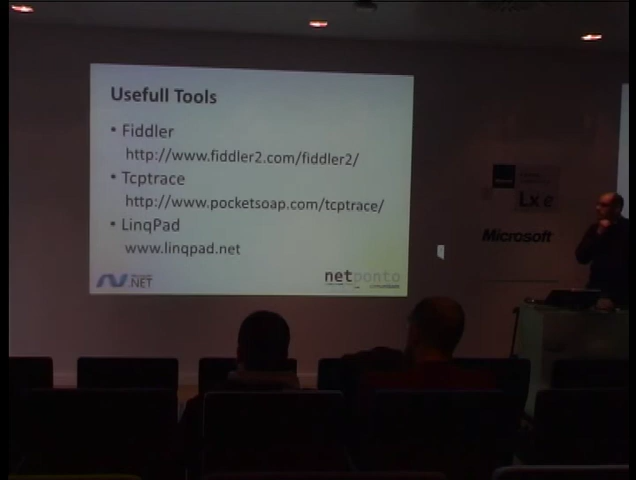 Usefull Tools
• Fiddler
http://www.fiddler2.com/fiddler2/
• Tcptrace
http://www.pocketsoap.com/tcptrace/
• LinqPad
www.linqpad.net
.NET
netponto
Lx e
Microsoft